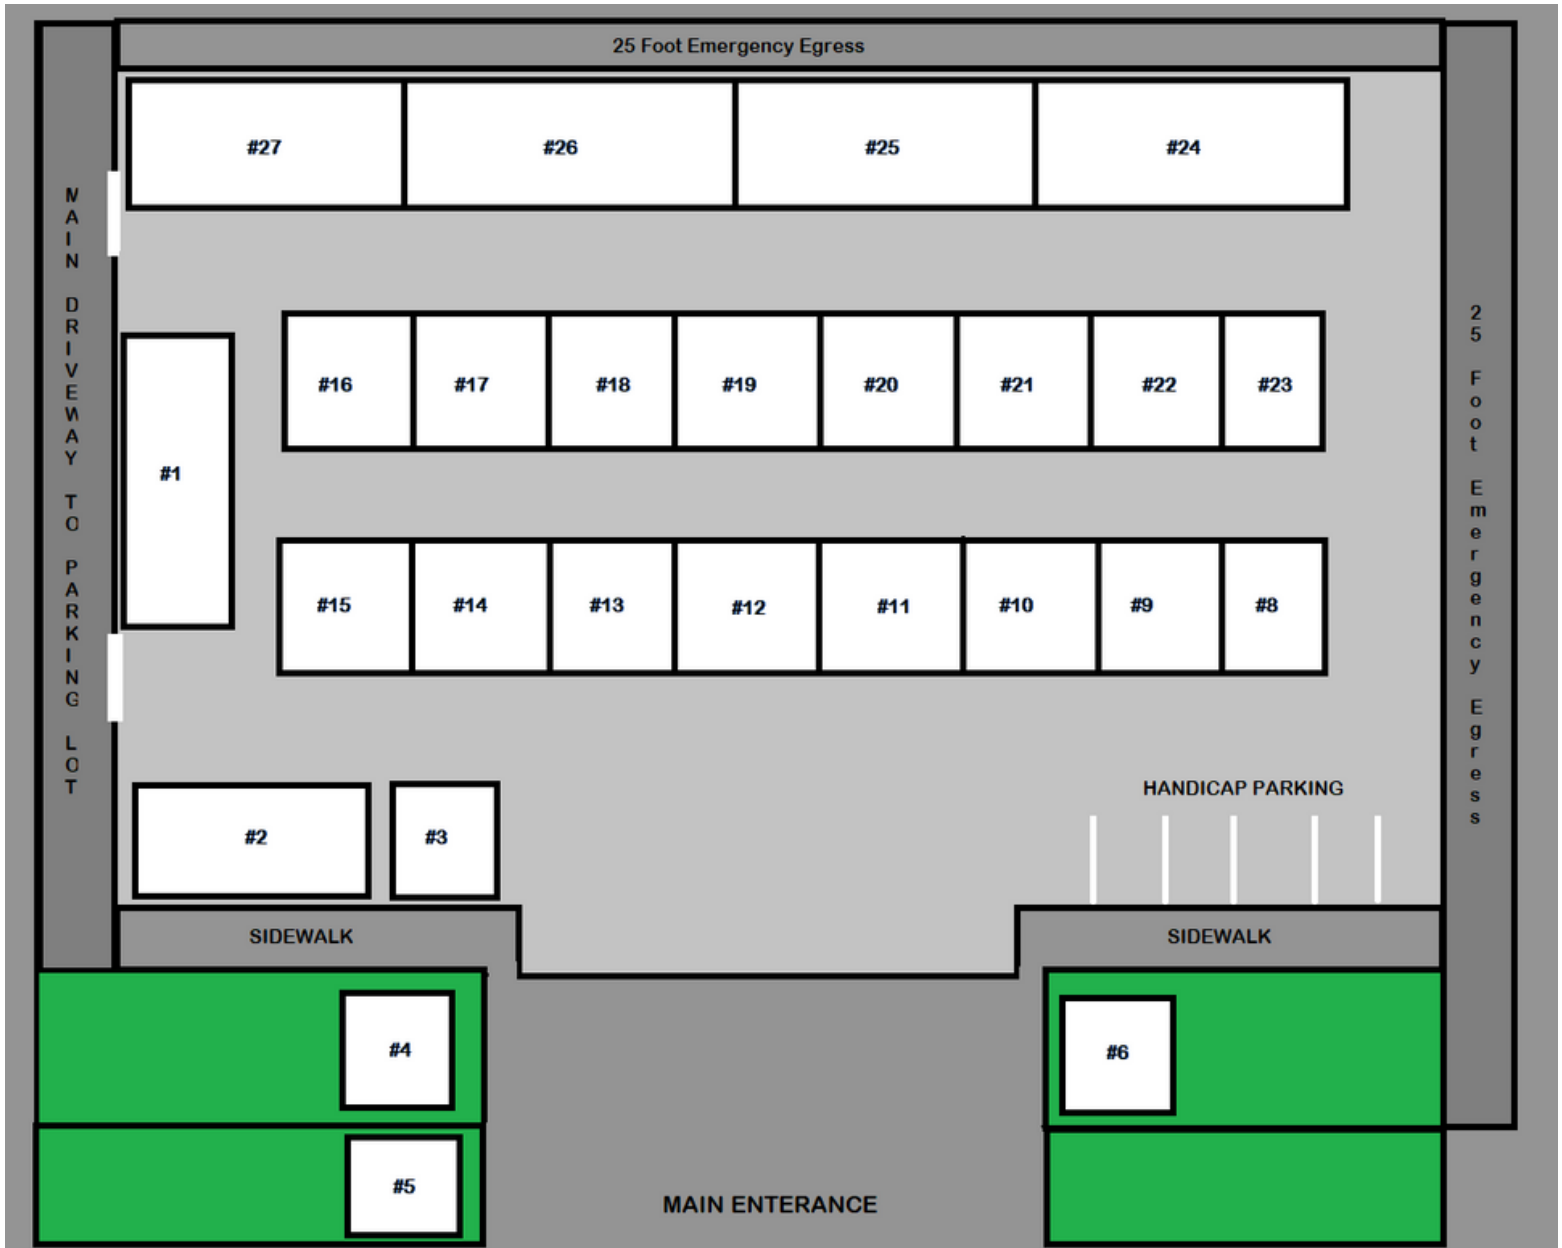 25 Foot Emergency Egress
#27 #26 #25 #24
MAIN DRIVEWAY TO PARKING LOT
#16 #17 #18 #19 #20 #21 #22 #23
25 Foot Emergency Egress
#1
#15 #14 #13 #12 #11 #10 #9 #8
HANDICAP PARKING
#2 #3
SIDEWALK
SIDEWALK
#4
#6
#5
MAIN ENTERANCE